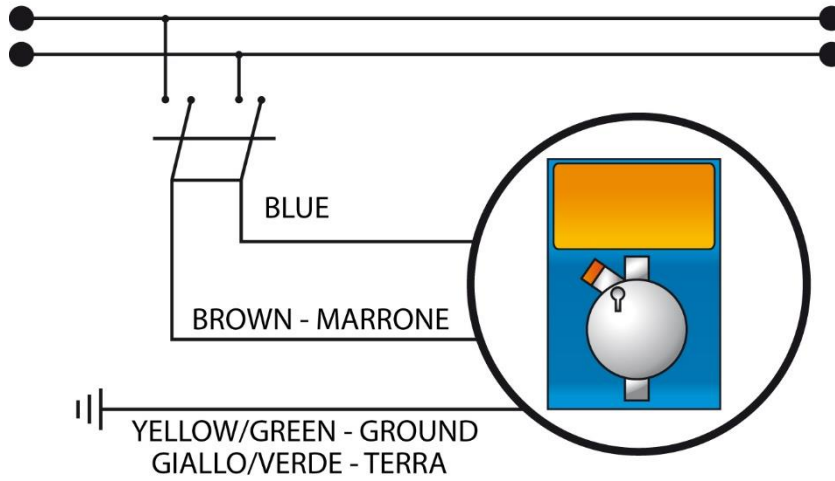 BLUE
BROWN - MARRONE
YELLOW/GREEN - GROUND
GIALLO/VERDE - TERRA